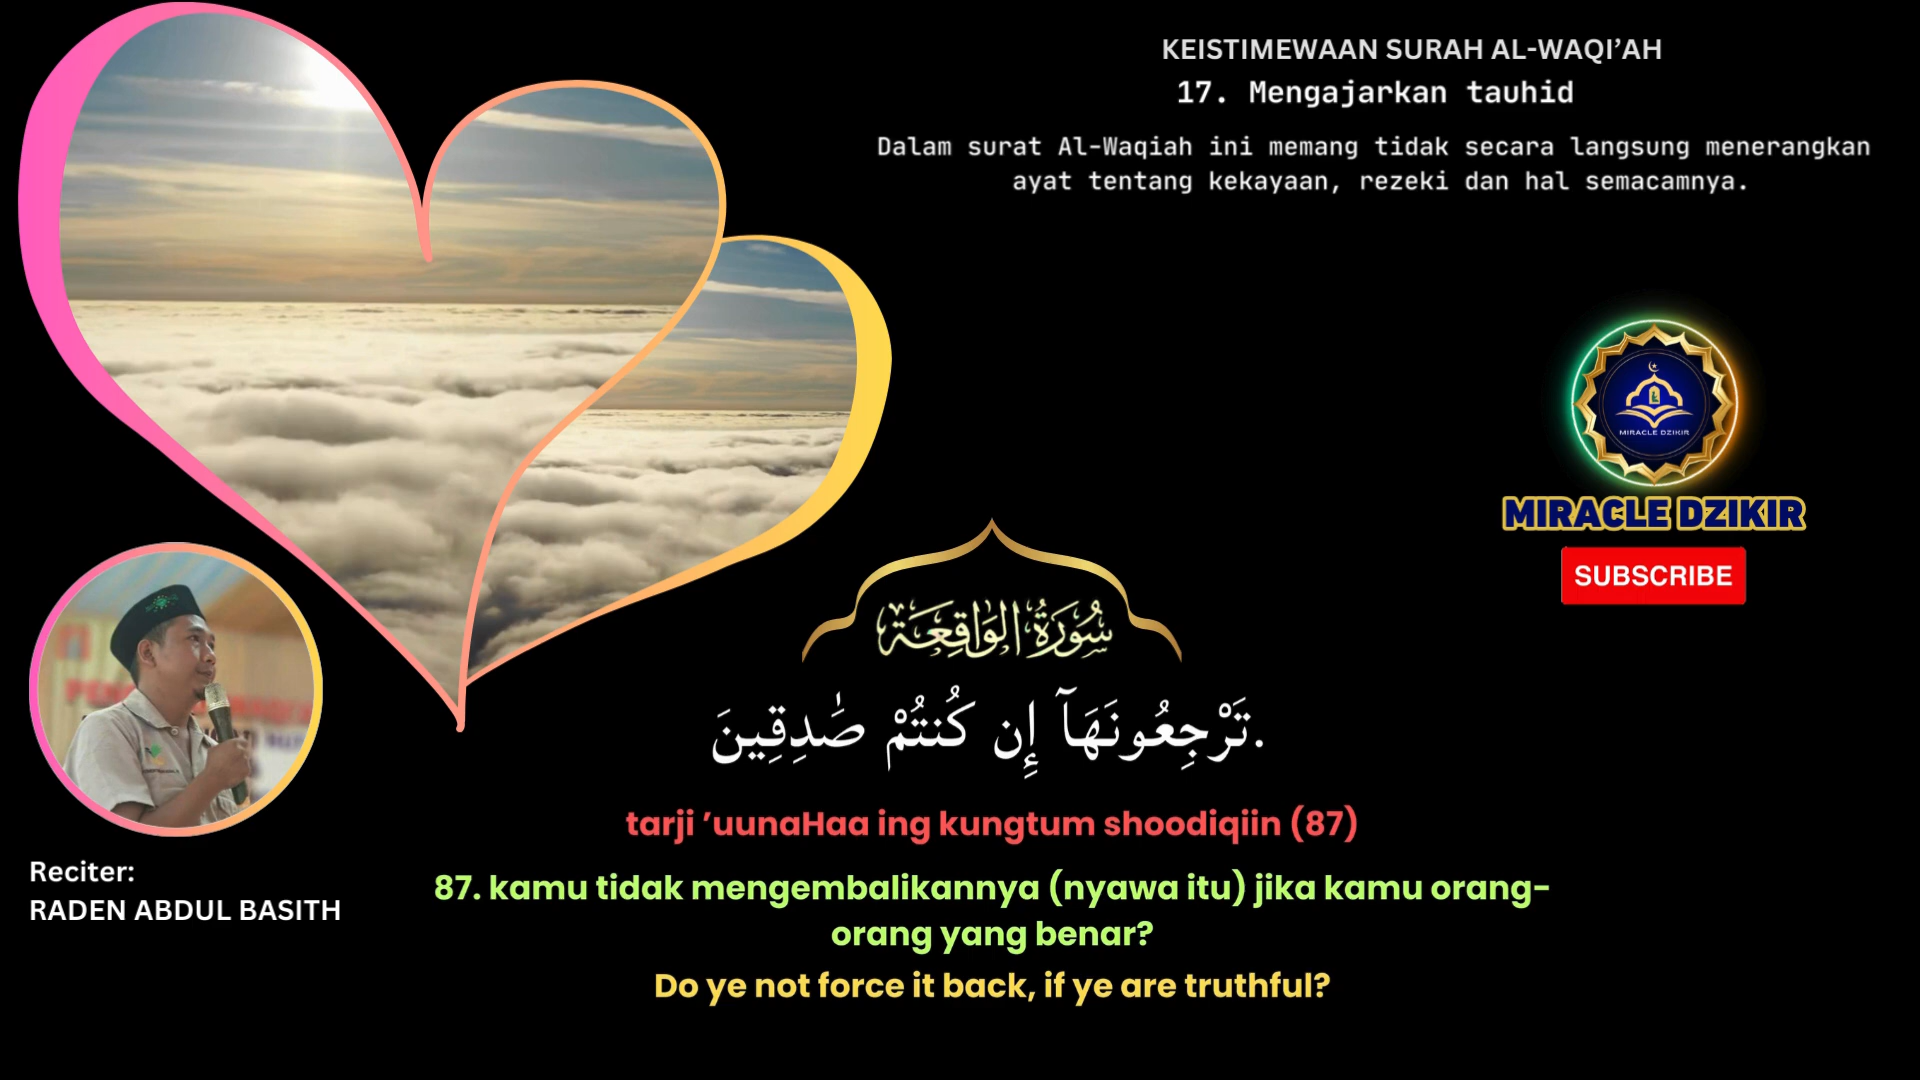 KEISTIMEWAAN SURAH AL-WAQI’AH
17. Mengajarkan tauhid
Dalam surat Al-Waqiah ini memang tidak secara langsung menerangkan
ayat tentang kekayaan, rezeki dan hal semacamnya.
MIRACLE DZIKIR
MIRACLE DZIKIR
SUBSCRIBE
سُورَةُ الوَاقِعَة
تَرْجِعُونَهَآ إِن كُنتُمْ صَٰدِقِينَ.
tarji ’uunaHaa ing kungtum shoodiqiin (87)
87. kamu tidak mengembalikannya (nyawa itu) jika kamu orang-
orang yang benar?
Do ye not force it back, if ye are truthful?
Reciter:
RADEN ABDUL BASITH